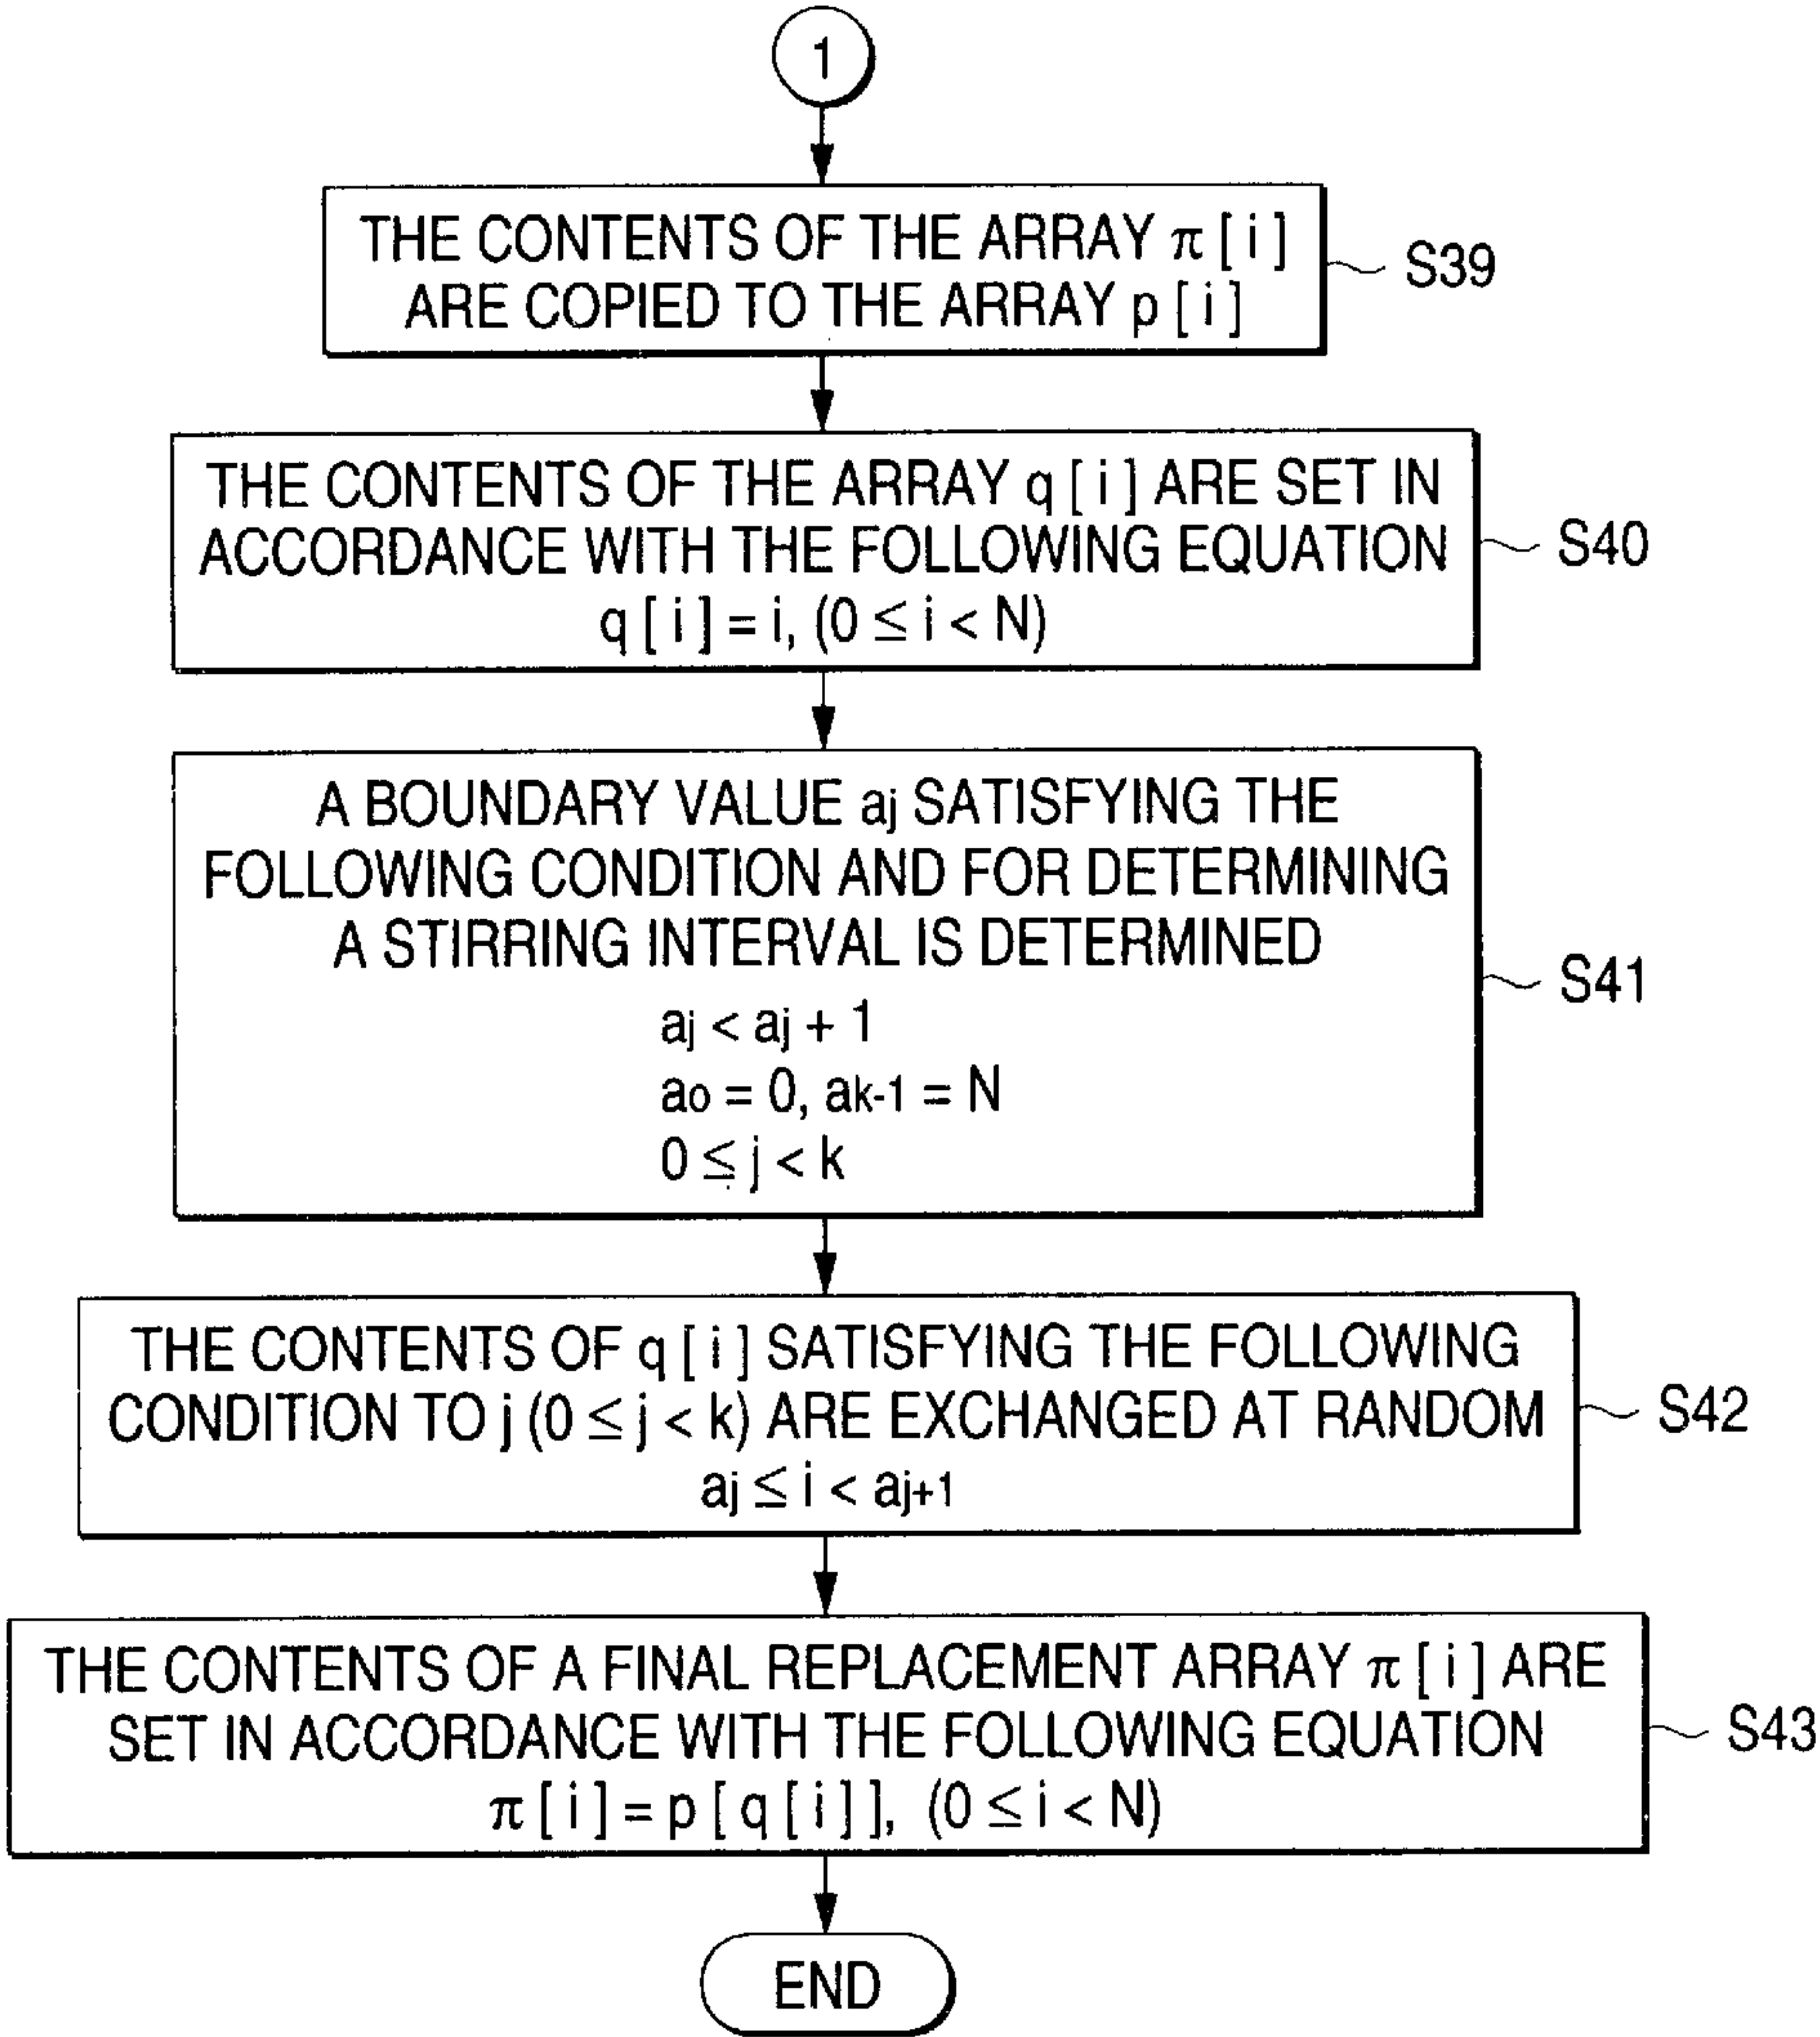 1
THE CONTENTS OF THE ARRAY π [ i ]
ARE COPIED TO THE ARRAY p [ i ]
S39
THE CONTENTS OF THE ARRAY q [ i ] ARE SET IN
ACCORDANCE WITH THE FOLLOWING EQUATION
q [ i ] = i, (0 ≦ i < N)
S40
A BOUNDARY VALUE aj SATISFYING THE
FOLLOWING CONDITION AND FOR DETERMINING
A STIRRING INTERVAL IS DETERMINED
aj < aj + 1
a0 = 0, ak-1 = N
0 ≦ j < k
S41
THE CONTENTS OF q [ i ] SATISFYING THE FOLLOWING
CONDITION TO j (0 ≦ j < k) ARE EXCHANGED AT RANDOM
aj ≦ i < aj+1
S42
THE CONTENTS OF A FINAL REPLACEMENT ARRAY π [ i ] ARE
SET IN ACCORDANCE WITH THE FOLLOWING EQUATION
π [ i ] = p [ q [ i ] ], (0 ≦ i < N)
S43
END